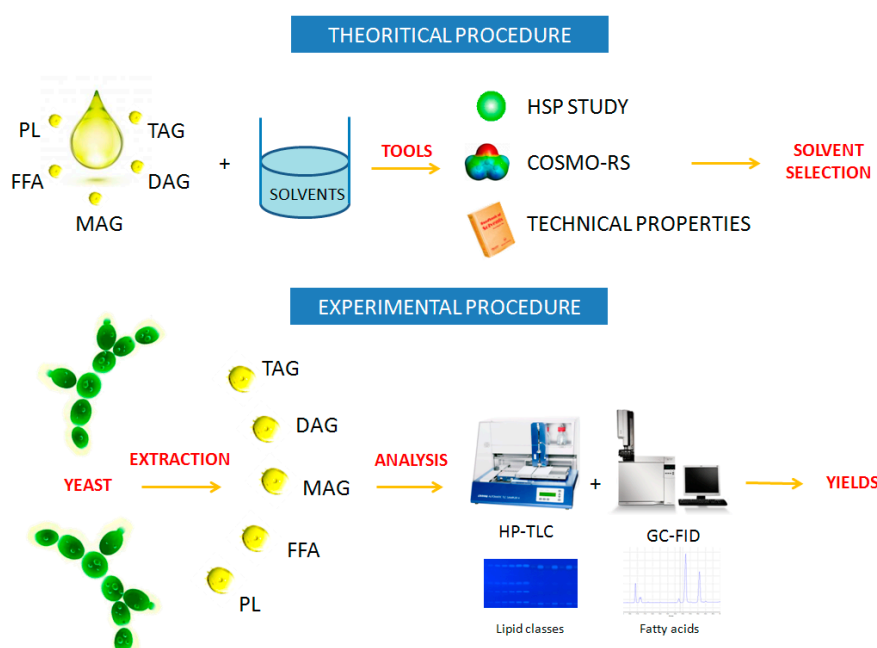 THEORITICAL PROCEDURE
PL
TAG
FFA
DAG
MAG
+
SOLVENTS
TOOLS
HSP STUDY
COSMO-RS
TECHNICAL PROPERTIES
SOLVENT
SELECTION
EXPERIMENTAL PROCEDURE
YEAST
EXTRACTION
TAG
DAG
MAG
FFA
PL
ANALYSIS
HP-TLC
+
GC-FID
YIELDS
Lipid classes
Fatty acids